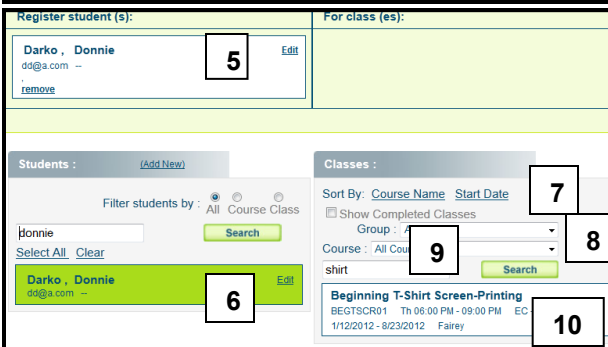 Register student (s):
For class (es):
Darko , Donnie
Edit
dd@a.com –
.
remove
5
Students :
(Add New)
Filter students by :
All Course Class
donnie
Search
Select All Clear
Darko , Donnie
Edit
dd@a.com –
6
Classes :
Sort By: Course Name Start Date
7
Show Completed Classes
Group :
8
Course : All
9
shirt
Search
Beginning T-Shirt Screen-Printing
BEGTSCR01 Th 06:00 PM - 09:00 PM EC
1/12/2012 - 8/23/2012 Fairey
10